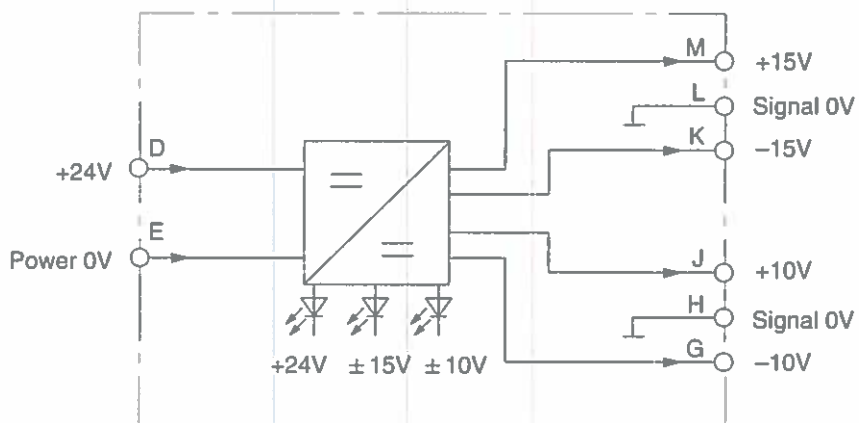 M
+15V
L
Signal 0V
K
–15V
D
+24V
E
Power 0V
J
+10V
H
Signal 0V
G
–10V
+24V
± 15V
± 10V